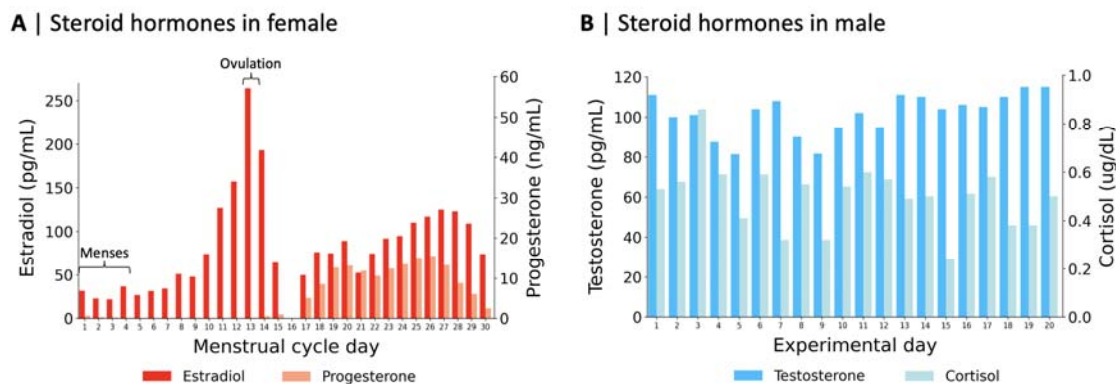 A | Steroid hormones in female
Ovulation
Menses
Estradiol (pg/mL)
250
200
150
100
50
0
Progesterone (ng/mL)
60
50
40
30
20
10
0
1 2 3 4 5 6 7 8 9 10 11 12 13 14 15 16 17 18 19 20 21 22 23 24 25 26 27 28 29 30
Menstrual cycle day
Estradiol Progesterone
B | Steroid hormones in male
Testosterone (pg/mL)
120
100
80
60
40
20
0
Cortisol (ug/dL)
1.0
0.8
0.6
0.4
0.2
0.0
1 2 3 4 5 6 7 8 9 10 11 12 13 14 15 16 17 18 19 20
Experimental day
Testosterone Cortisol